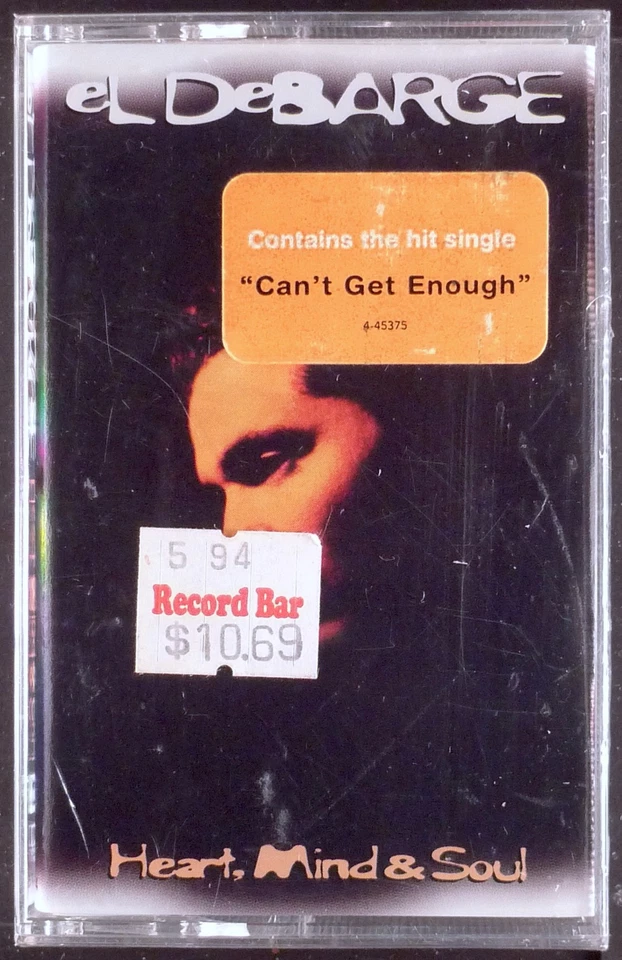 eL DeBARGE
Contains the hit single
“Can’t Get Enough”
4-45375
5 94
Record Bar
$10.69
Heart, Mind & Soul